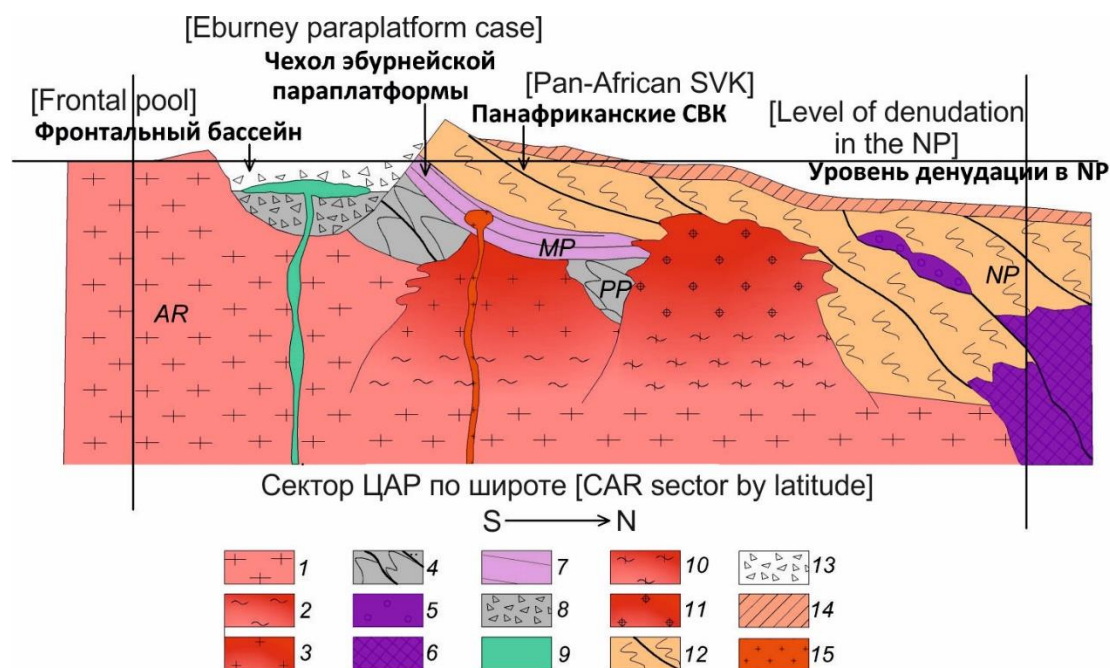 [Eburney paraplatform case]
Чехол эбурнейской
параплатформы
[Pan-African SVK]
Панафриканские СВК
[Frontal pool]
Фронтальный бассейн
[Level of denudation
in the NP]
Уровень денудации в NP
AR
MP
PP
NP
Сектор ЦАР по широте [CAR sector by latitude]
S N
1 4 7 10 13
2 5 8 11 14
3 6 9 12 15